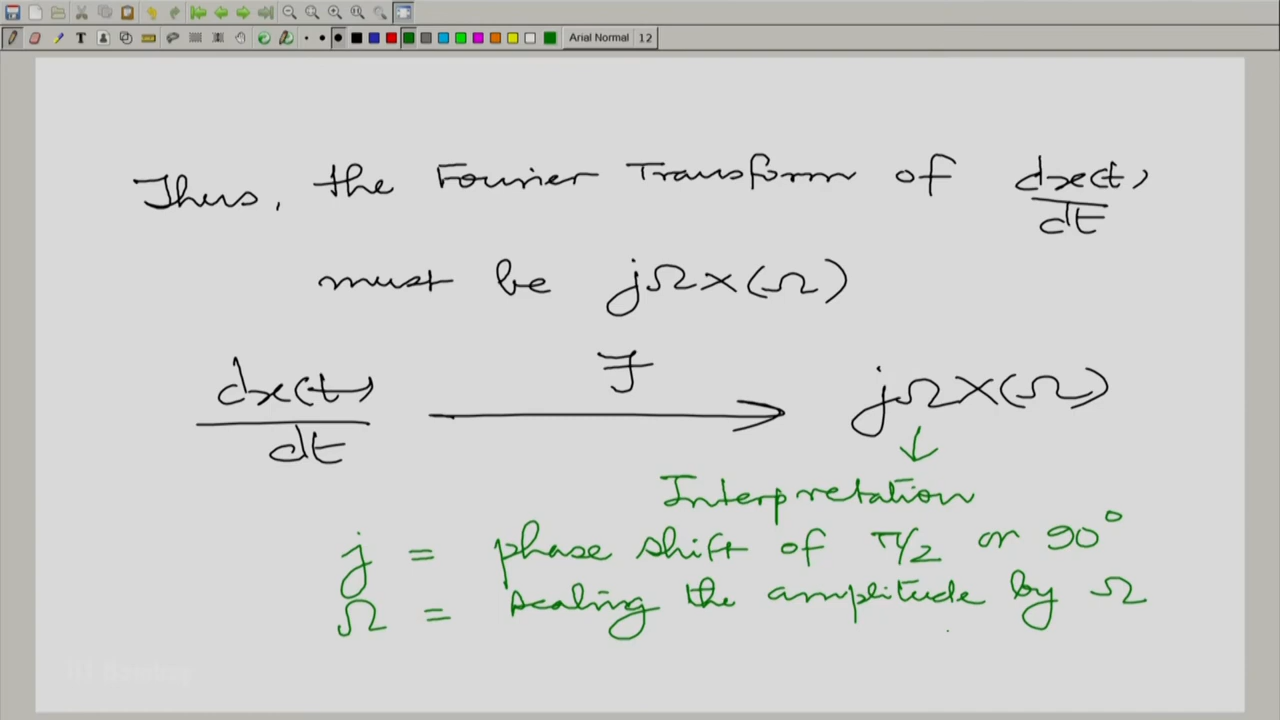 Arial Normal 12
Thus, the Fourier Transform of dx(t)/dt
must be jΩX(Ω)
dx(t)/dt F jΩX(Ω)
Interpretation
j = phase shift of π/2 or 90°
Ω = scaling the amplitude by Ω